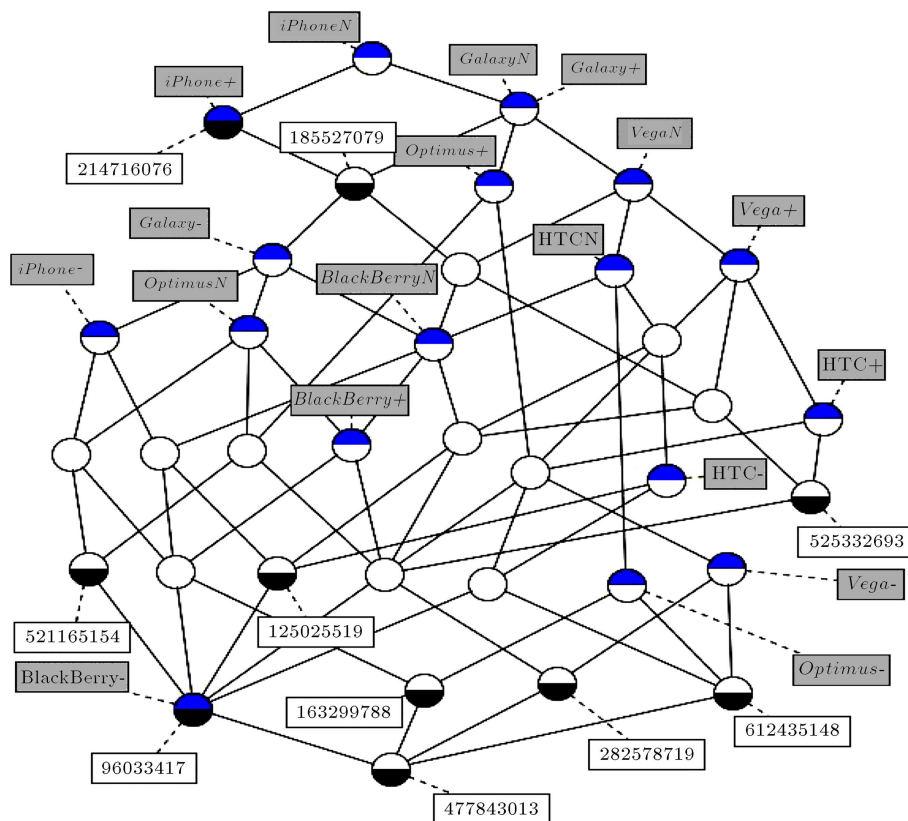 iPhoneN
GalaxyN
Galaxy+
iPhone+
185527079
VegaN
Optimus+
214716076
Vega+
Galaxy-
HTCN
iPhone-
OptimusN
BlackBerryN
HTC+
BlackBerry+
HTC-
525332693
Vega-
521165154
125025519
BlackBerry-
Optimus-
163299788
612435148
96033417
282578719
477843013